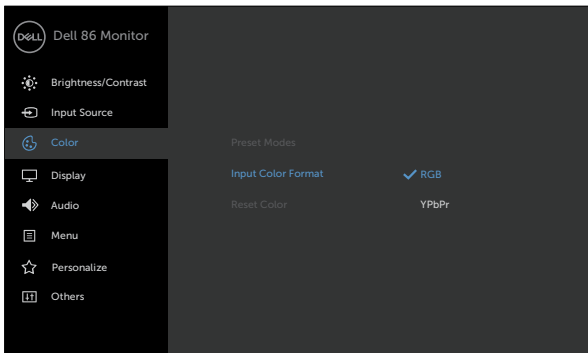 DELL Dell 86 Monitor
Brightness/Contrast
Input Source
Color
Preset Modes
Display
Input Color Format RGB
Audio
Reset Color YPbPr
Menu
Personalize
Others